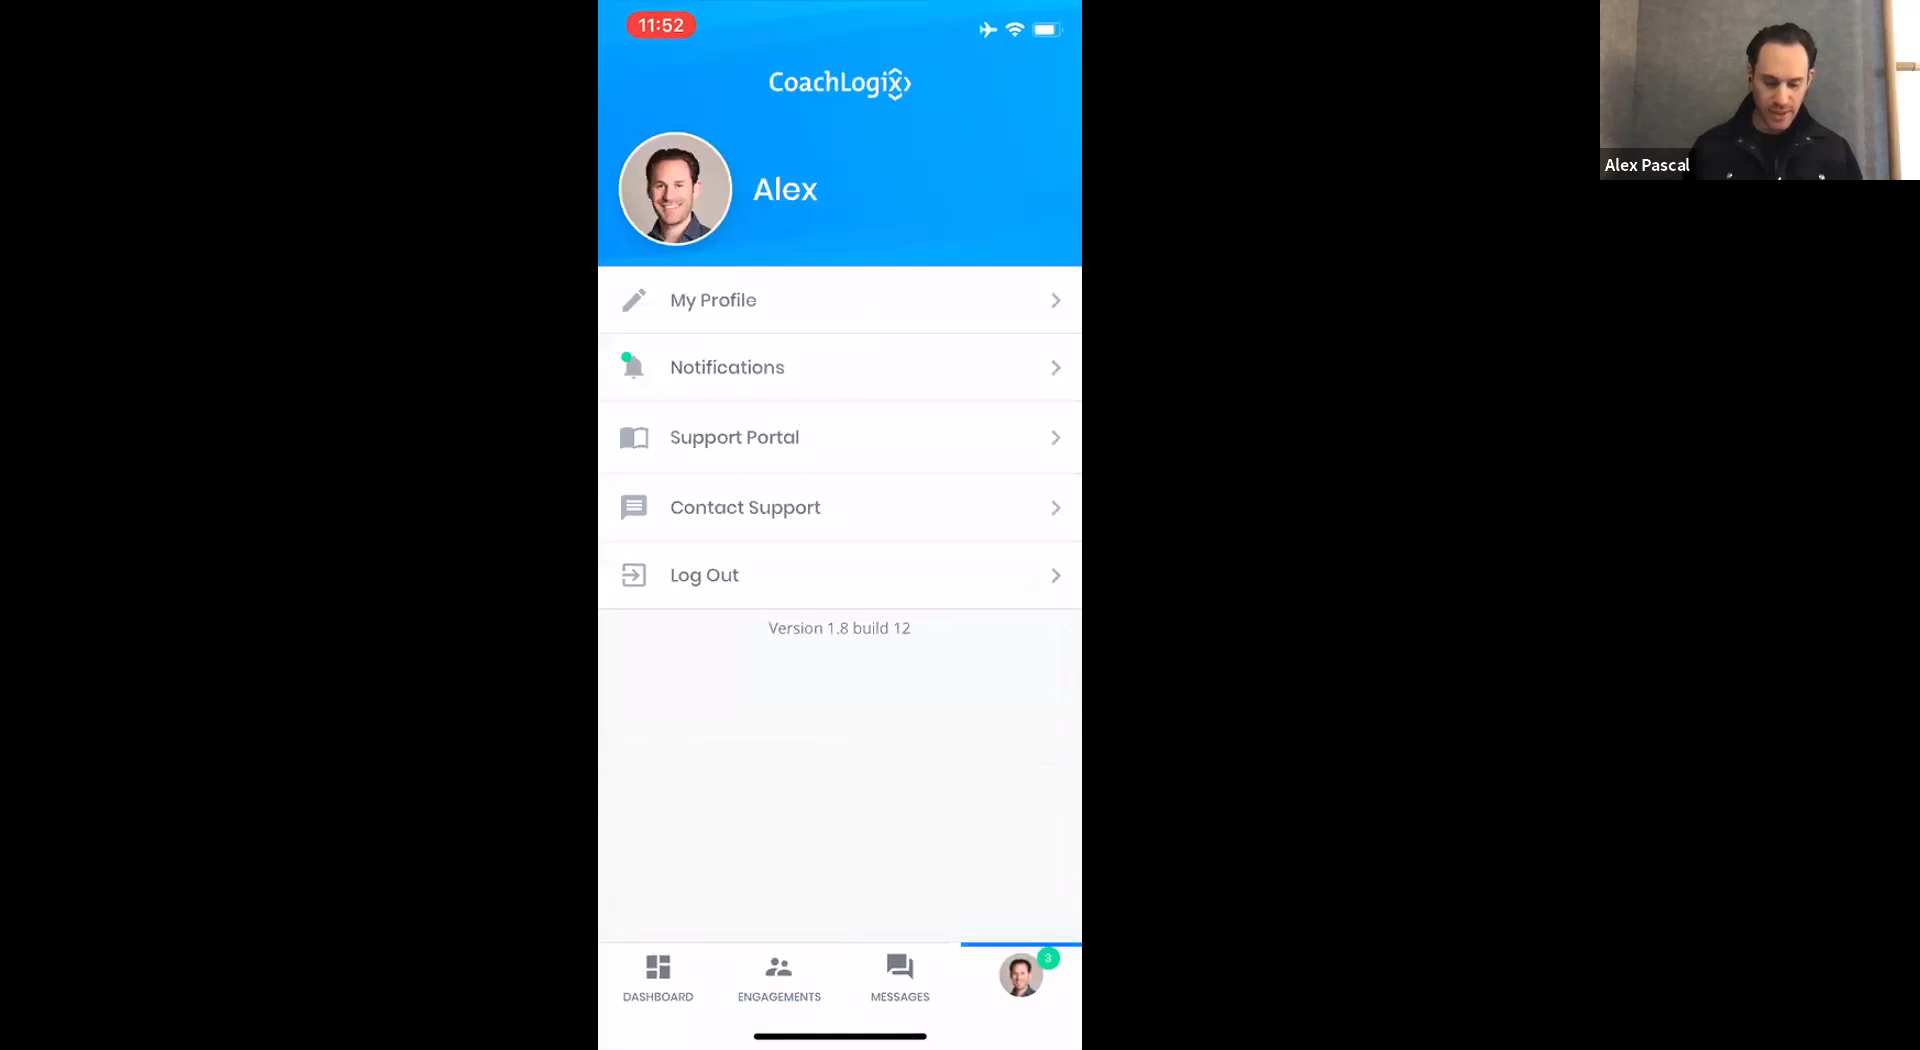 11:52
CoachLogix
Alex
My Profile
Notifications
Support Portal
Contact Support
Log Out
Version 1.8 build 12
DASHBOARD
ENGAGEMENTS
MESSAGES
3
Alex Pascal